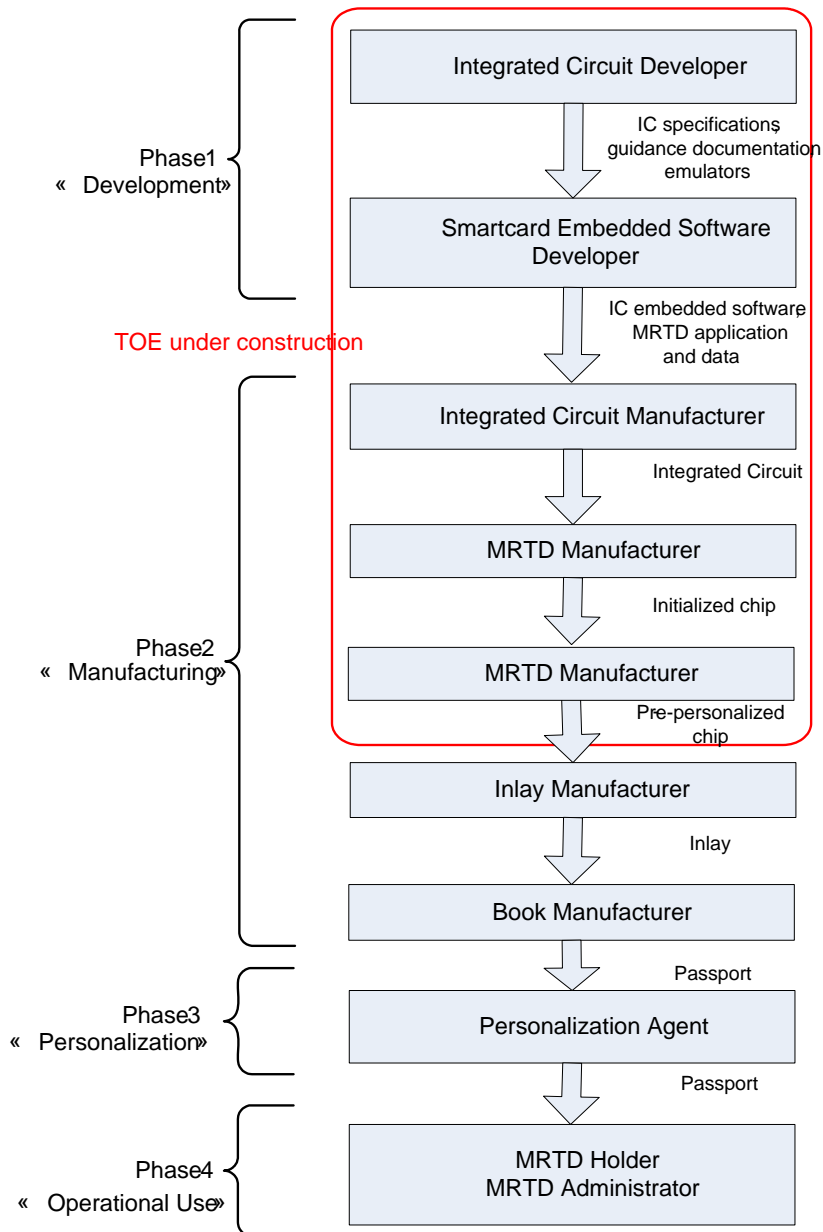 Integrated Circuit Developer
IC specifications,
guidance documentation
emulators
Phase1
« Development»
Smartcard Embedded Software
Developer
IC embedded software,
MRTD application
and data
TOE under construction
Integrated Circuit Manufacturer
Integrated Circuit
MRTD Manufacturer
Initialized chip
Phase2
« Manufacturing»
MRTD Manufacturer
Pre-personalized
chip
Inlay Manufacturer
Inlay
Book Manufacturer
Passport
Phase3
« Personalization»
Personalization Agent
Passport
Phase4
« Operational Use»
MRTD Holder
MRTD Administrator